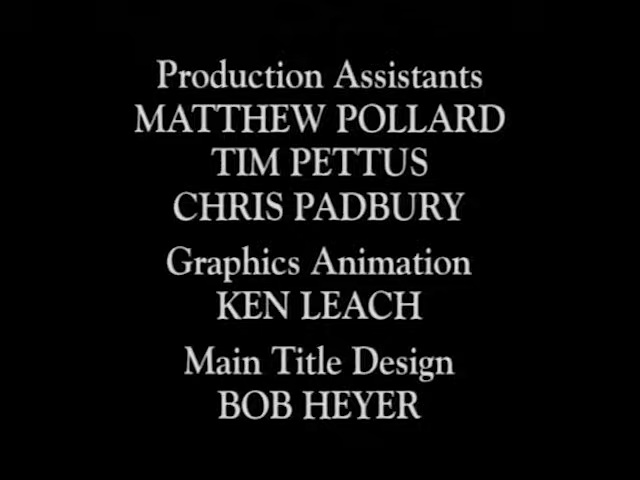 Production Assistants
MATTHEW POLLARD
TIM PETTUS
CHRIS PADBURY
Graphics Animation
KEN LEACH
Main Title Design
BOB HEYER